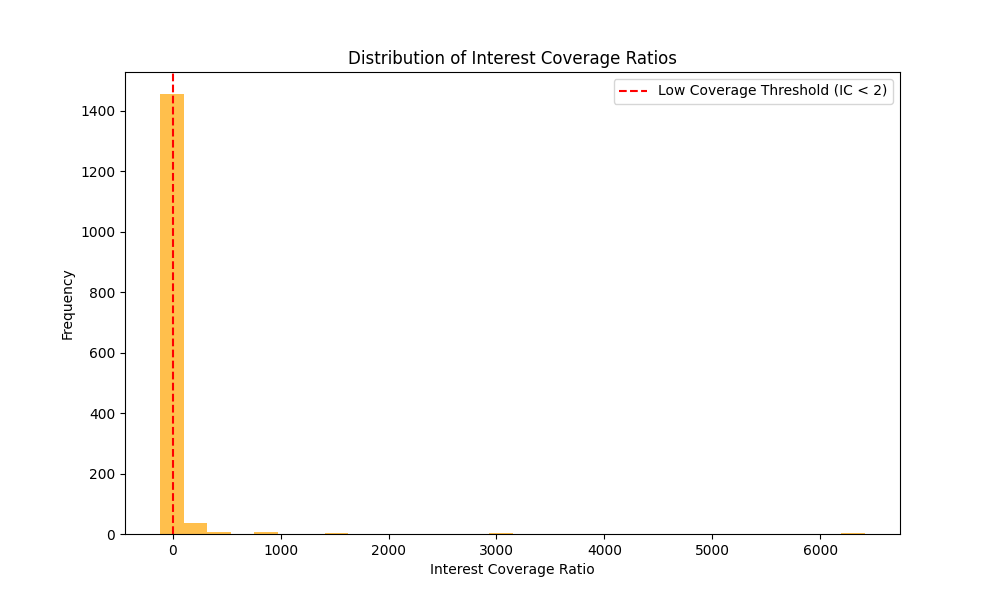 Distribution of Interest Coverage Ratios
Low Coverage Threshold (IC < 2)
1400
1200
1000
800
600
400
200
0
Frequency
0 1000 2000 3000 4000 5000 6000
Interest Coverage Ratio